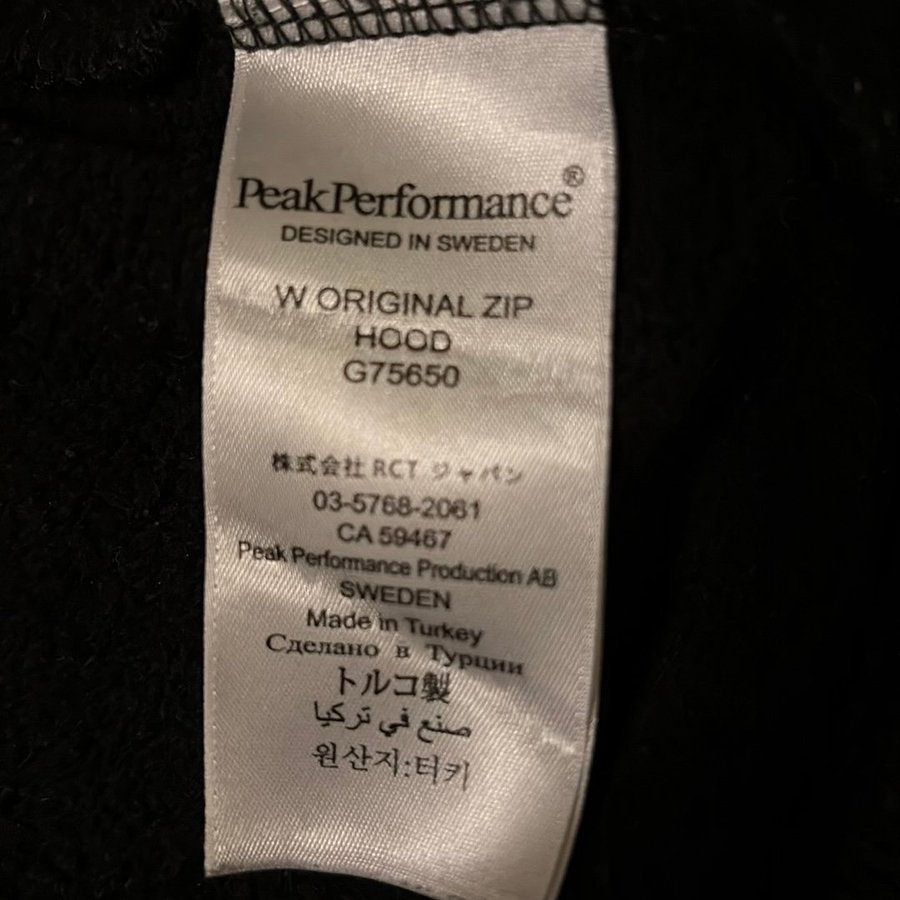 PeakPerformance®
DESIGNED IN SWEDEN
W ORIGINAL ZIP
HOOD
G75650
株式会社 RCT ジャパン
03-5768-2061
CA 59467
Peak Performance Production AB
SWEDEN
Made in Turkey
Сделано в Турции
トルコ製
صنع في تركيا
원산지:터키